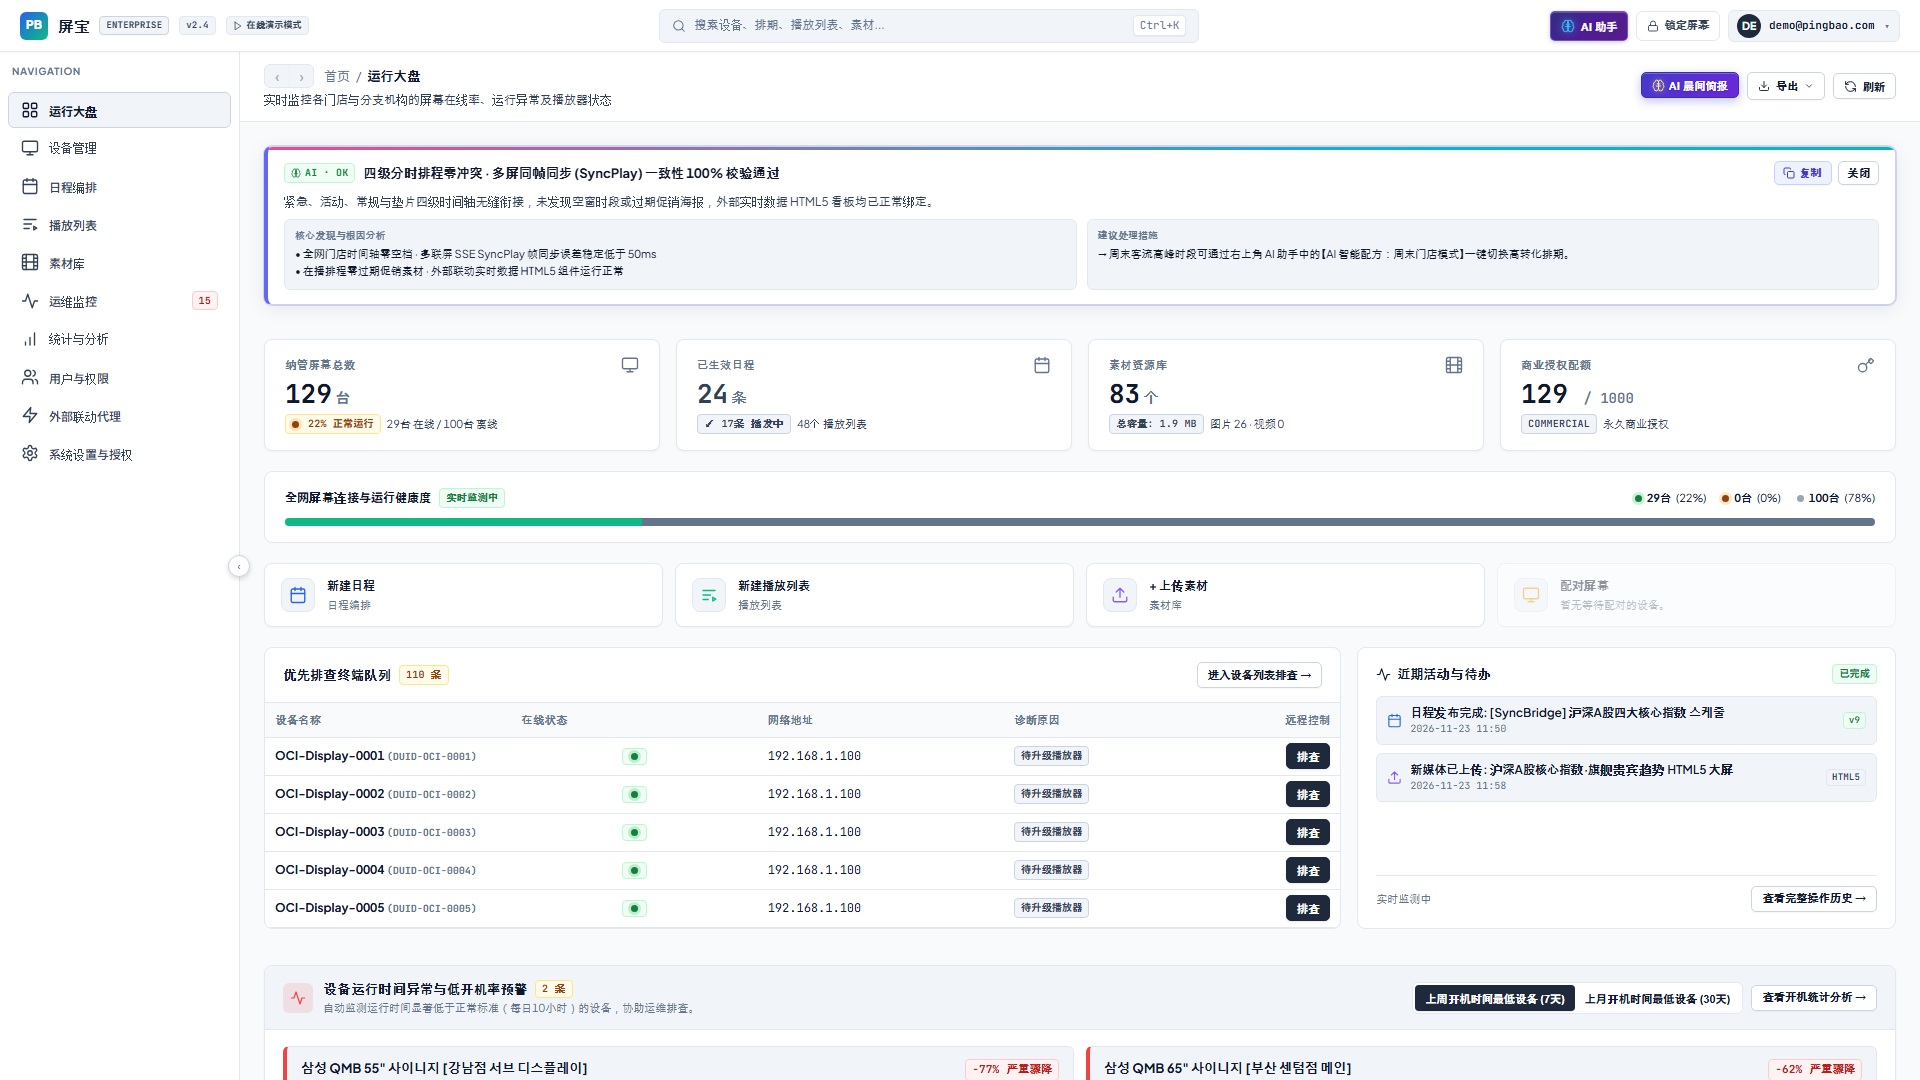 PB 屏宝 ENTERPRISE v2.4 ▷ 在线演示模式
搜索设备、排期、播放列表、素材... Ctrl+K
AI 助手 锁定屏幕 DE demo@pingbao.com
NAVIGATION
运行大盘
设备管理
日程编排
播放列表
素材库
运维监控 15
统计与分析
用户与权限
外部联动代理
系统设置与授权
‹ › 首页 / 运行大盘
实时监控各门店与分支机构的屏幕在线率、运行异常及播放器状态
AI 晨间简报 导出 刷新
AI · OK 四级分时排程零冲突 · 多屏同帧同步 (SyncPlay) 一致性 100% 校验通过
复制 关闭
紧急、活动、常规与垫片四级时间轴无缝衔接，未发现空窗时段或过期促销海报，外部实时数据 HTML5 看板均已正常绑定。
核心发现与根因分析
• 全网门店时间轴零空档 · 多联屏 SSE SyncPlay 帧同步误差稳定低于 50ms
• 在播排程零过期促销素材 · 外部联动实时数据 HTML5 组件运行正常
建议处理措施
→ 周末客流高峰时段可通过右上角 AI 助手中的【AI 智能配方：周末门店模式】一键切换高转化排期。
纳管屏幕总数
129 台
22% 正常运行 29台 在线 / 100台 离线
已生效日程
24 条
✓ 17条 播发中 48个 播放列表
素材资源库
83 个
总容量: 1.9 MB 图片 26 · 视频 0
商业授权配额
129 / 1000
COMMERCIAL 永久商业授权
全网屏幕连接与运行健康度 实时监测中
29台 (22%) 0台 (0%) 100台 (78%)
新建日程
日程编排
新建播放列表
播放列表
+ 上传素材
素材库
配对屏幕
暂无等待配对的设备。
优先排查终端队列 110 条
进入设备列表排查 →
设备名称 在线状态 网络地址 诊断原因 远程控制
OCI-Display-0001 (DUID-OCI-0001) 192.168.1.100 待升级播放器 排查
OCI-Display-0002 (DUID-OCI-0002) 192.168.1.100 待升级播放器 排查
OCI-Display-0003 (DUID-OCI-0003) 192.168.1.100 待升级播放器 排查
OCI-Display-0004 (DUID-OCI-0004) 192.168.1.100 待升级播放器 排查
OCI-Display-0005 (DUID-OCI-0005) 192.168.1.100 待升级播放器 排查
近期活动与待办 已完成
日程发布完成: [SyncBridge] 沪深A股四大核心指数 스케줄 v9
2026-11-23 11:50
新媒体已上传: 沪深A股核心指数·旗舰贵宾趋势 HTML5 大屏 HTML5
2026-11-23 11:58
实时监测中 查看完整操作历史 →
设备运行时间异常与低开机率预警 2 条
自动监测运行时间显著低于正常标准（每日10小时）的设备，协助运维排查。
上周开机时间最低设备 (7天) 上月开机时间最低设备 (30天) 查看开机统计分析 →
삼성 QMB 55" 사이니지 [강남점 서브 디스플레이] -77% 严重骤降
삼성 QMB 65" 사이니지 [부산 센텀점 메인] -62% 严重骤降